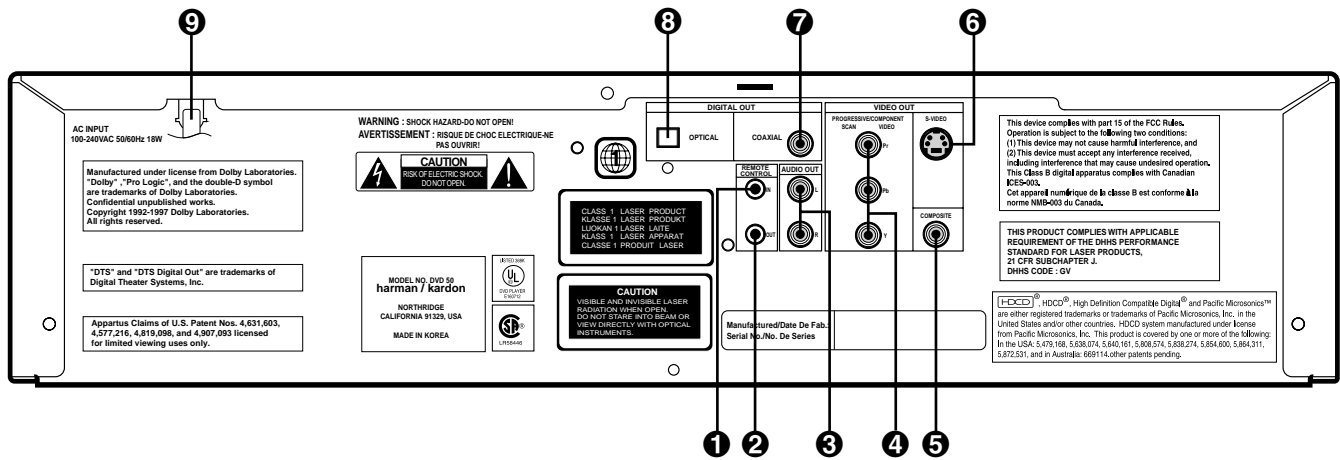 9
8
7
6
AC INPUT
100-240VAC 50/60Hz 18W
Manufactured under license from Dolby Laboratories.
"Dolby" ,"Pro Logic", and the double-D symbol
are trademarks of Dolby Laboratories.
Confidential unpublished works.
Copyright 1992-1997 Dolby Laboratories.
All rights reserved.
"DTS" and "DTS Digital Out" are trademarks of
Digital Theater Systems, Inc.
Appartus Claims of U.S. Patent Nos. 4,631,603,
4,577,216, 4,819,098, and 4,907,093 licensed
for limited viewing uses only.
WARNING : SHOCK HAZARD-DO NOT OPEN!
AVERTISSEMENT : RISQUE DE CHOC ELECTRIQUE-NE
PAS OUVRIR!
CAUTION
RISK OF ELECTRIC SHOCK.
DO NOT OPEN.
MODEL NO. DVD 50
harman / kardon
NORTHRIDGE
CALIFORNIA 91329, USA
MADE IN KOREA
LISTED 368K
UL
DVD PLAYER
E160712
SA
LR58446
1
CLASS 1 LASER PRODUCT
KLASSE 1 LASER PRODUKT
LUOKAN 1 LASER LAITE
KLASS 1 LASER APPARAT
CLASSE 1 PRODUIT LASER
CAUTION
VISIBLE AND INVISIBLE LASER
RADIATION WHEN OPEN.
DO NOT STARE INTO BEAM OR
VIEW DIRECTLY WITH OPTICAL
INSTRUMENTS.
DIGITAL OUT
OPTICAL
COAXIAL
REMOTE
CONTROL
IN
OUT
AUDIO OUT
L
R
VIDEO OUT
PROGRESSIVE/COMPONENT
SCAN VIDEO
Pr
Pb
Y
S-VIDEO
COMPOSITE
Manufactured/Date De Fab.:
Serial No./No. De Series
This device complies with part 15 of the FCC Rules.
Operation is subject to the following two conditions:
(1) This device may not cause harmful interference, and
(2) This device must accept any interference received,
including interference that may cause undesired operation.
This Class B digital apparatus complies with Canadian
ICES-003.
Cet appareil numérique de la classe B est conforme à la
norme NMB-003 du Canada.
THIS PRODUCT COMPLIES WITH APPLICABLE
REQUIREMENT OF THE DHHS PERFORMANCE
STANDARD FOR LASER PRODUCTS,
21 CFR SUBCHAPTER J.
DHHS CODE : GV
HDCD®, HDCD®, High Definition Compatible Digital® and Pacific Microsonics™
are either registered trademarks or trademarks of Pacific Microsonics, Inc. in the
United States and/or other countries. HDCD system manufactured under license
from Pacific Microsonics, Inc. This product is covered by one or more of the following:
In the USA: 5,479,168, 5,638,074, 5,640,161, 5,808,574, 5,838,274, 5,854,600, 5,864,311,
5,872,531, and in Australia: 669114.other patents pending.
1
2
3
4
5